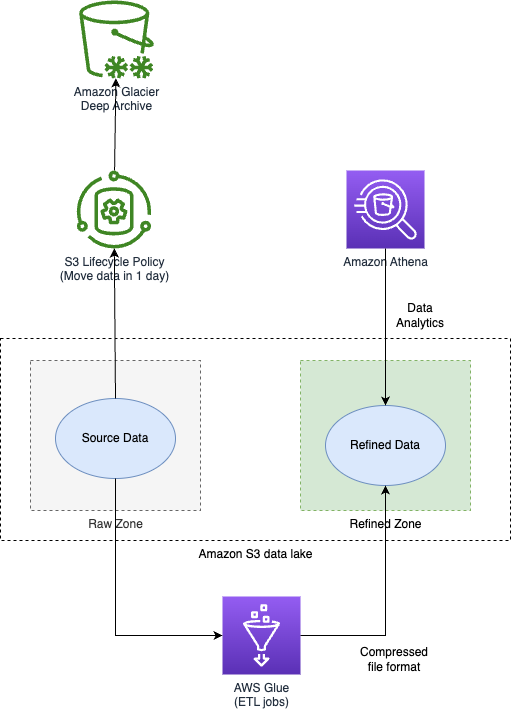 Amazon Glacier
Deep Archive
S3 Lifecycle Policy
(Move data in 1 day)
Amazon Athena
Data
Analytics
Source Data
Refined Data
Raw Zone
Refined Zone
Amazon S3 data lake
Compressed
file format
AWS Glue
(ETL jobs)